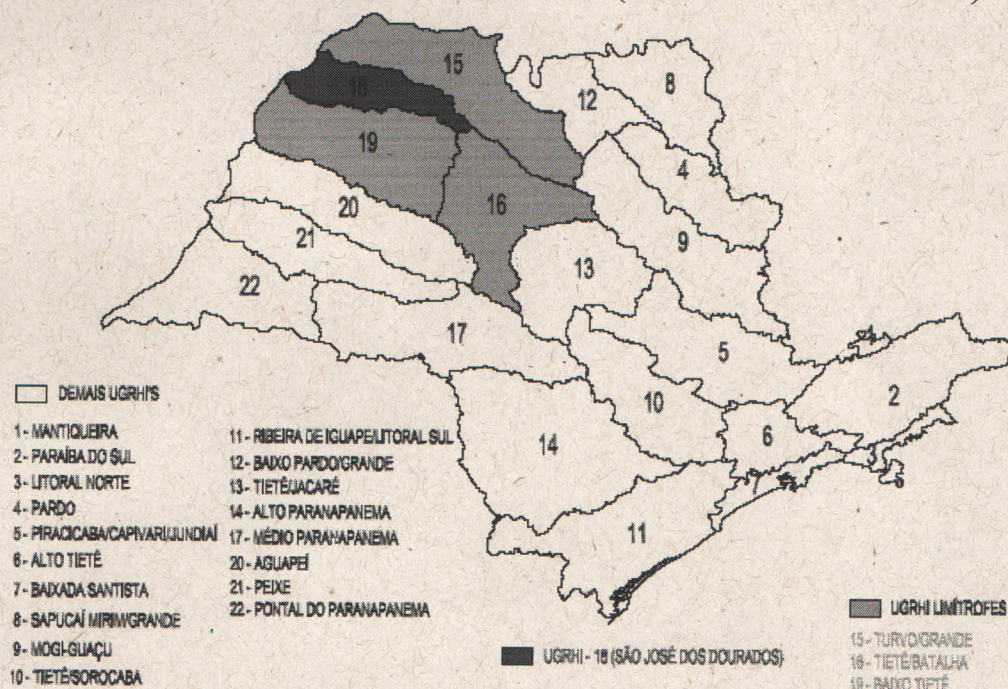 15
8
18
12
19
4
16
20
9
21
13
22
17
5
1
2
10
6
14
3
7
11
DEMAIS UGRHI'S
1 - MANTIQUEIRA
2 - PARAÍBA DO SUL
3 - LITORAL NORTE
4 - PARDO
5 - PIRACICABA/CAPIVARI/JUNDIAÍ
6 - ALTO TIETÊ
7 - BAIXADA SANTISTA
8 - SAPUCAÍ MIRIM/GRANDE
9 - MOGI-GUAÇU
10 - TIETÊ/SOROCABA
11 - RIBEIRA DE IGUAPE/LITORAL SUL
12 - BAIXO PARDO/GRANDE
13 - TIETÊ/JACARÉ
14 - ALTO PARANAPANEMA
17 - MÉDIO PARANAPANEMA
20 - AGUAPEÍ
21 - PEIXE
22 - PONTAL DO PARANAPANEMA
UGRHI - 18 (SÃO JOSÉ DOS DOURADOS)
UGRHI LIMÍTROFES
15 - TURVO/GRANDE
16 - TIETÊ/BATALHA
19 - BAIXO TIETÊ